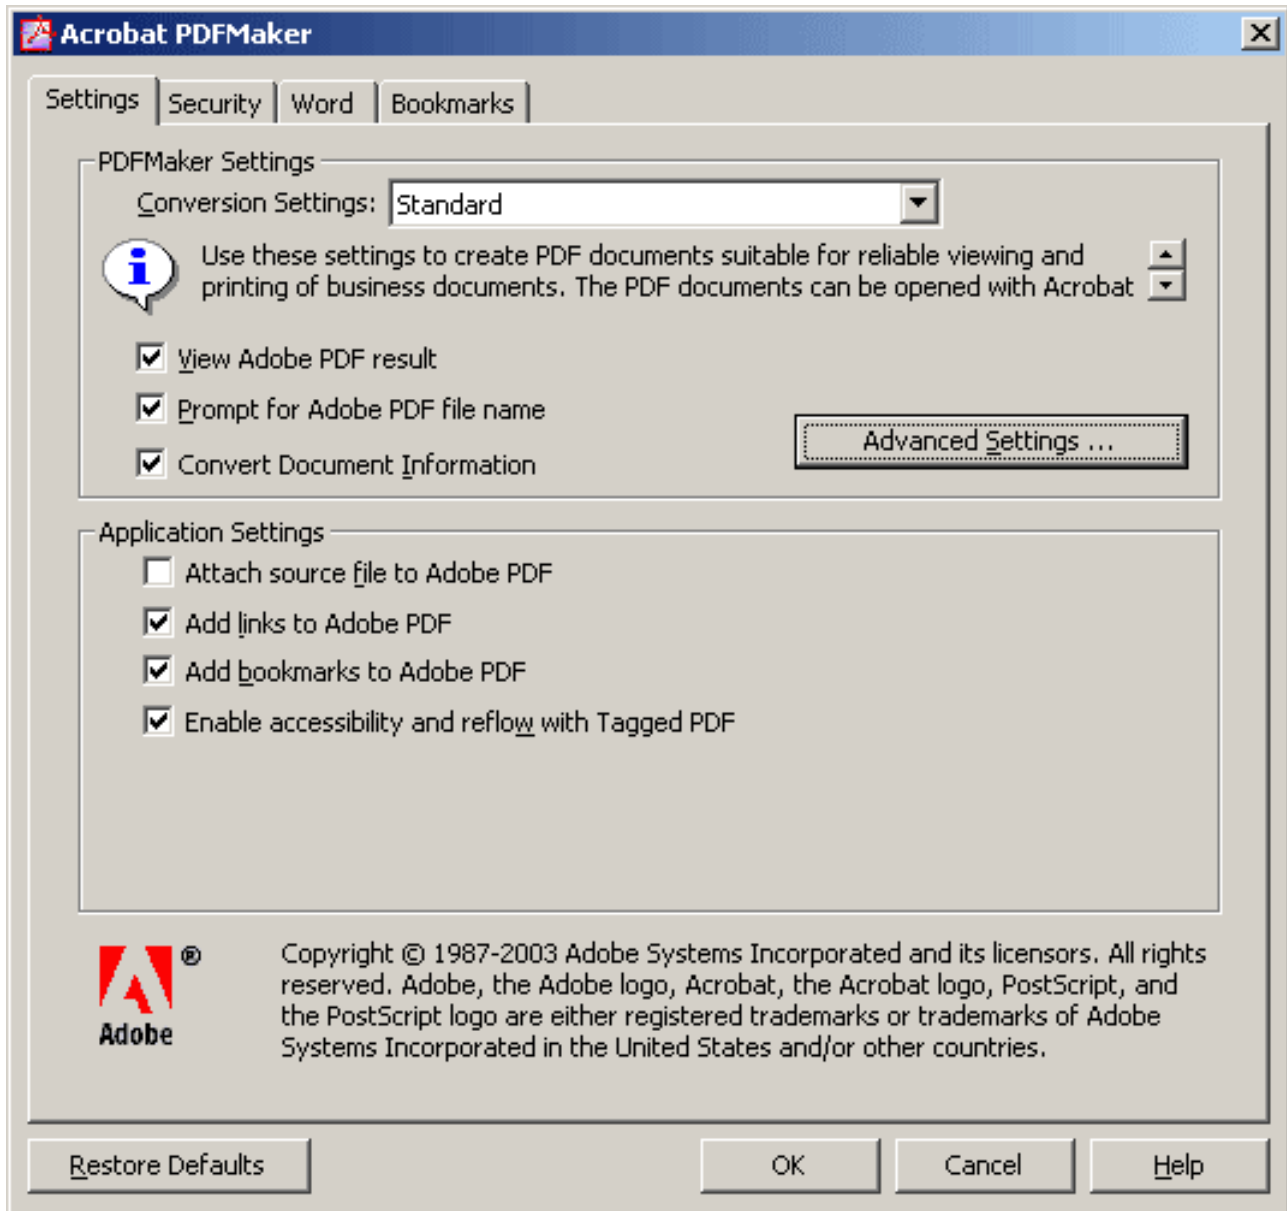 Acrobat PDFMaker
Settings Security Word Bookmarks
PDFMaker Settings
Conversion Settings: Standard
Use these settings to create PDF documents suitable for reliable viewing and
printing of business documents. The PDF documents can be opened with Acrobat
View Adobe PDF result
Prompt for Adobe PDF file name
Advanced Settings ...
Convert Document Information
Application Settings
Attach source file to Adobe PDF
Add links to Adobe PDF
Add bookmarks to Adobe PDF
Enable accessibility and reflow with Tagged PDF
Adobe ®
Copyright © 1987-2003 Adobe Systems Incorporated and its licensors. All rights
reserved. Adobe, the Adobe logo, Acrobat, the Acrobat logo, PostScript, and
the PostScript logo are either registered trademarks or trademarks of Adobe
Systems Incorporated in the United States and/or other countries.
Restore Defaults OK Cancel Help